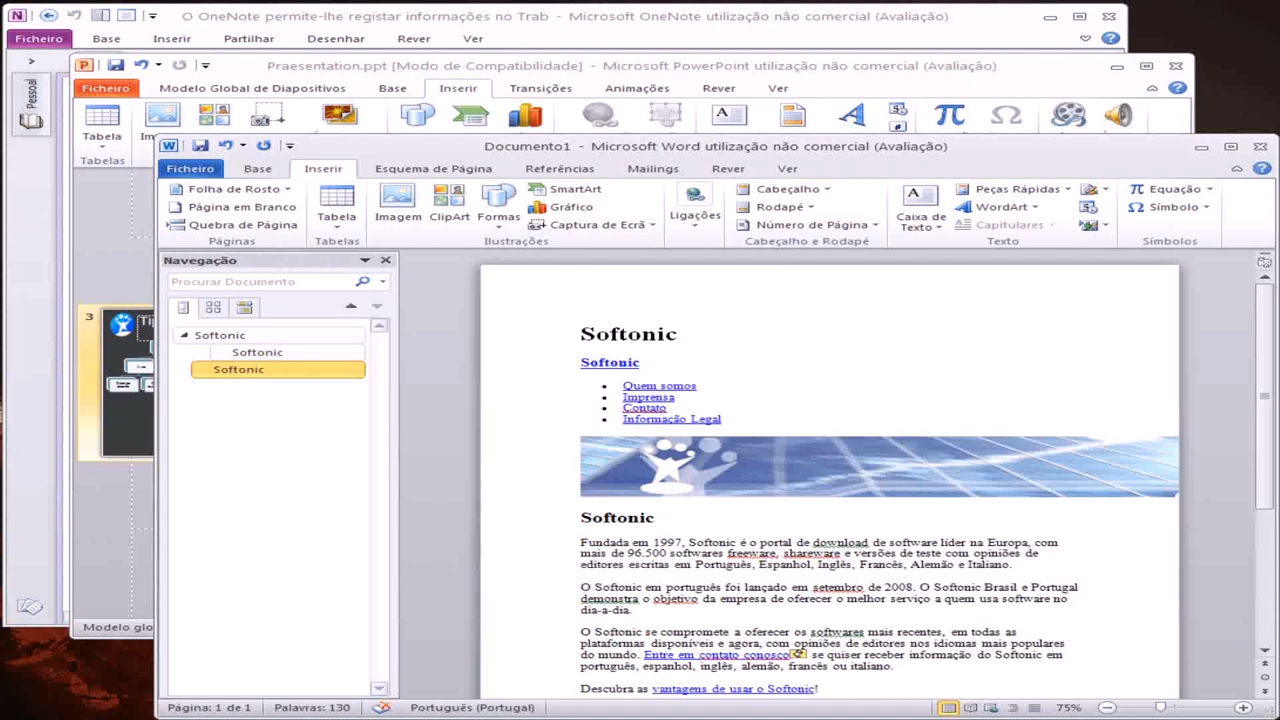 O OneNote permite-lhe registar informações no Trab - Microsoft OneNote utilização não comercial (Avaliação)
Ficheiro Base Inserir Partilhar Desenhar Rever Ver
Pessoal
Praesentation.ppt [Modo de Compatibilidade] - Microsoft PowerPoint utilização não comercial (Avaliação)
Ficheiro Modelo Global de Diapositivos Base Inserir Transições Animações Rever Ver
Tabela
Tabelas
3
Modelo glo
Documento1 - Microsoft Word utilização não comercial (Avaliação)
Ficheiro Base Inserir Esquema de Página Referências Mailings Rever Ver
Folha de Rosto
Página em Branco
Quebra de Página
Páginas
Tabela
Tabelas
Imagem ClipArt Formas
SmartArt
Gráfico
Captura de Ecrã
Ilustrações
Ligações
Cabeçalho
Rodapé
Número de Página
Cabeçalho e Rodapé
Caixa de
Texto
Peças Rápidas
WordArt
Capitulares
Texto
Equação
Símbolo
Símbolos
Navegação
Procurar Documento
Softonic
Softonic
Softonic
Softonic
Softonic
Quem somos
Imprensa
Contato
Informação Legal
Softonic
Fundada em 1997, Softonic é o portal de download de software líder na Europa, com
mais de 96.500 softwares freeware, shareware e versões de teste com opiniões de
editores escritas em Português, Espanhol, Inglês, Francês, Alemão e Italiano.
O Softonic em português foi lançado em setembro de 2008. O Softonic Brasil e Portugal
demonstra o objetivo da empresa de oferecer o melhor serviço a quem usa software no
dia-a-dia.
O Softonic se compromete a oferecer os softwares mais recentes, em todas as
plataformas disponíveis e agora, com opiniões de editores nos idiomas mais populares
do mundo. Entre em contato conosco se quiser receber informação do Softonic em
português, espanhol, inglês, alemão, francês ou italiano.
Descubra as vantagens de usar o Softonic!
Página: 1 de 1 Palavras: 130 Português (Portugal) 75%